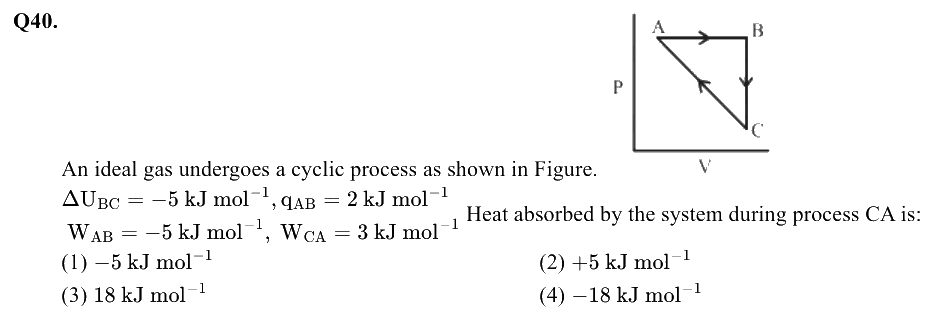 Q40.
A
B
P
C
V
An ideal gas undergoes a cyclic process as shown in Figure.
ΔU_BC = −5 kJ mol⁻¹, q_AB = 2 kJ mol⁻¹
W_AB = −5 kJ mol⁻¹, W_CA = 3 kJ mol⁻¹
Heat absorbed by the system during process CA is:
(1) −5 kJ mol⁻¹ (2) +5 kJ mol⁻¹
(3) 18 kJ mol⁻¹ (4) −18 kJ mol⁻¹